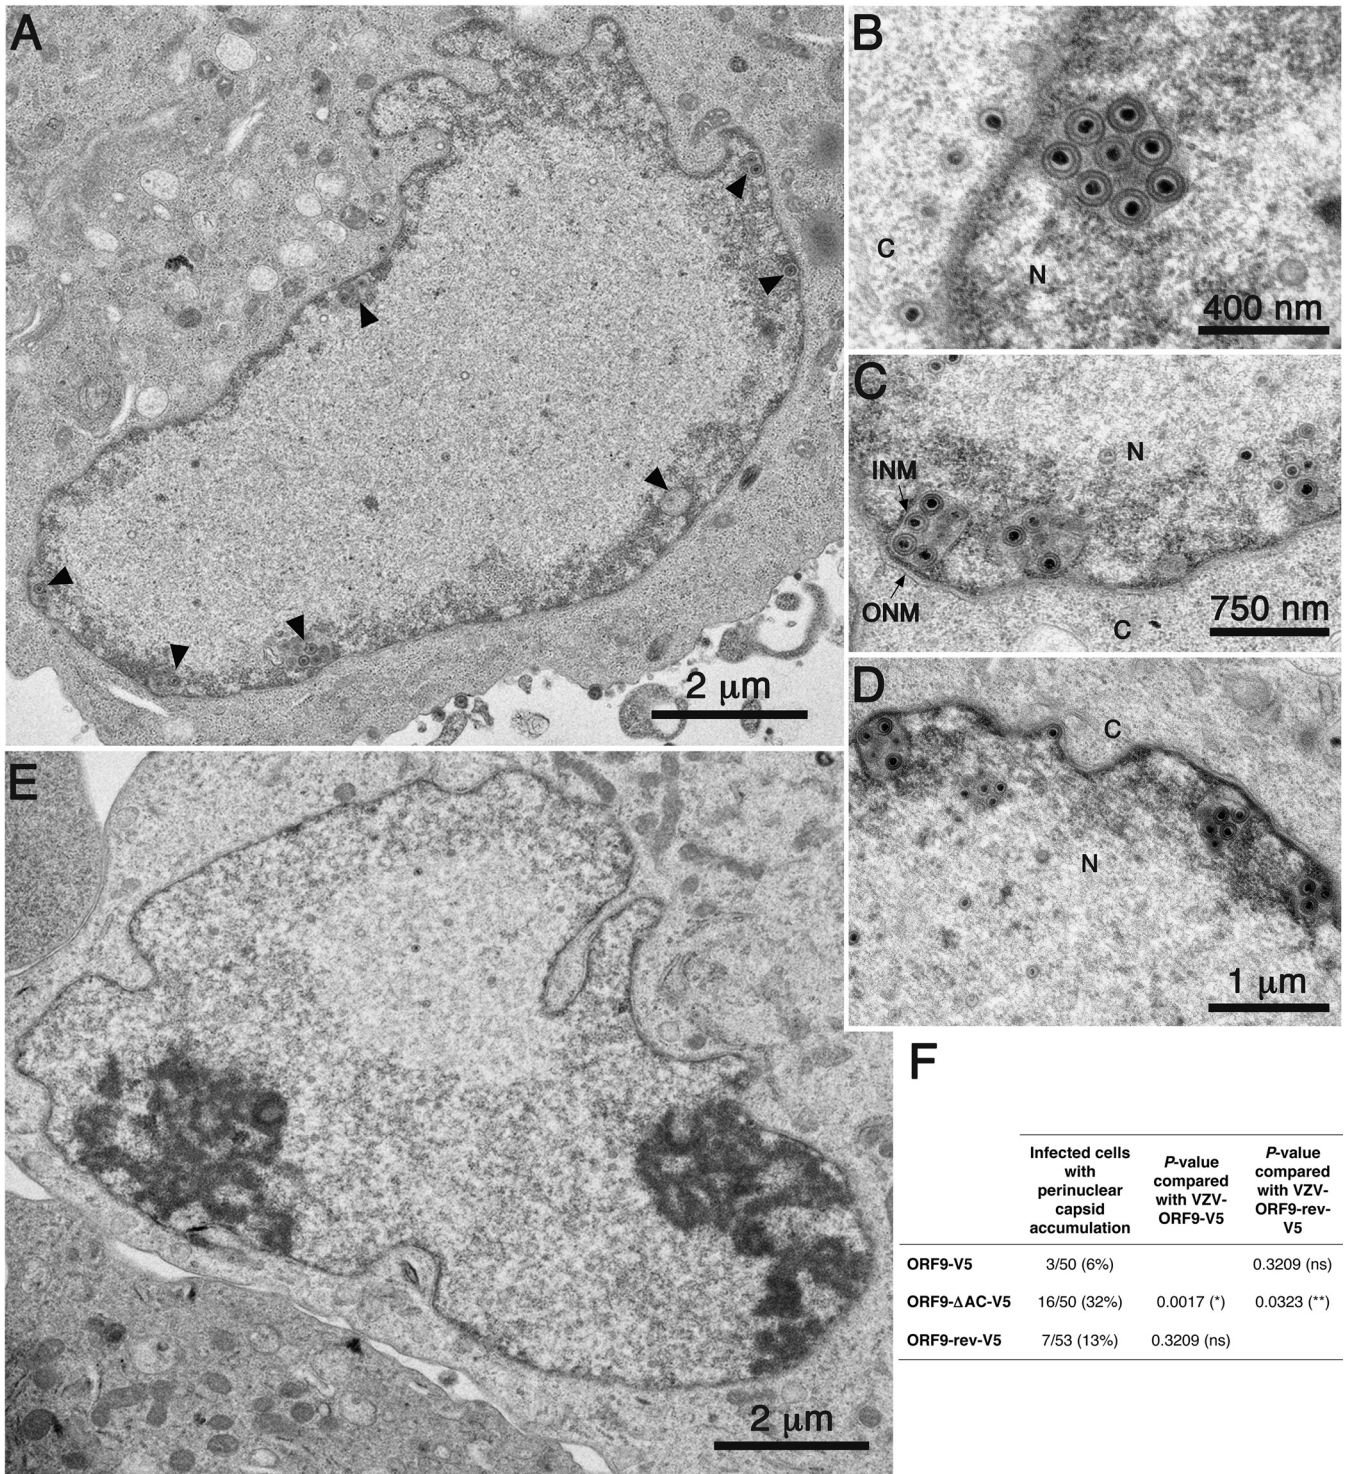 A
2 μm
B
C
N
400 nm
C
N
INM
ONM
C
750 nm
D
C
N
1 μm
E
2 μm
F
Infected cells
with
perinuclear
capsid
accumulation
P-value
compared
with VZV-
ORF9-V5
P-value
compared
with VZV-
ORF9-rev-
V5
ORF9-V5 3/50 (6%) 0.3209 (ns)
ORF9-ΔAC-V5 16/50 (32%) 0.0017 (*) 0.0323 (**)
ORF9-rev-V5 7/53 (13%) 0.3209 (ns)